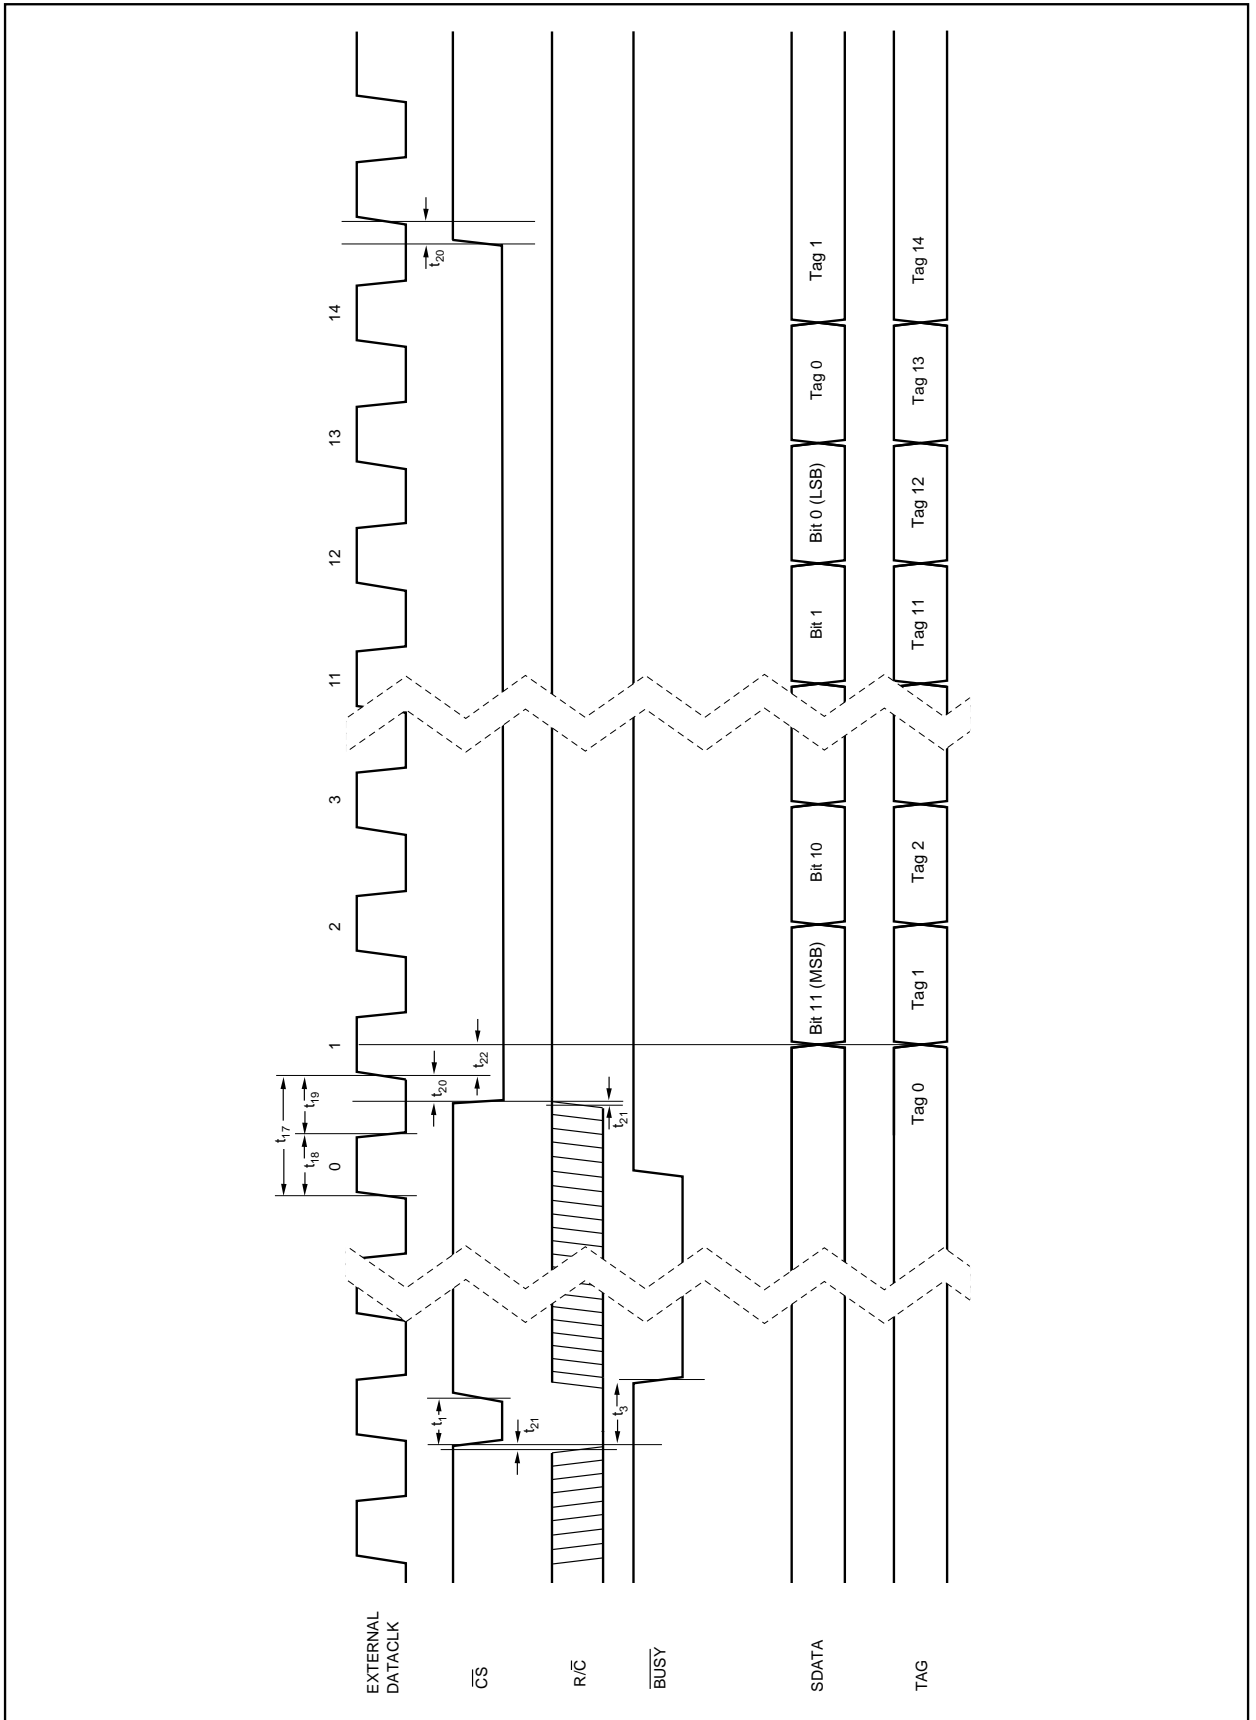 t17
t18 t19
0 1 2 3 11 12 13 14
EXTERNAL
DATACLK
t1 t20 t20
t22
C̅S̅
t21
R/C̅
t3 t21
B̅U̅S̅Y̅
SDATA
Bit 11 (MSB) Bit 10 Bit 1 Bit 0 (LSB) Tag 0 Tag 1
TAG
Tag 0 Tag 1 Tag 2 Tag 11 Tag 12 Tag 13 Tag 14